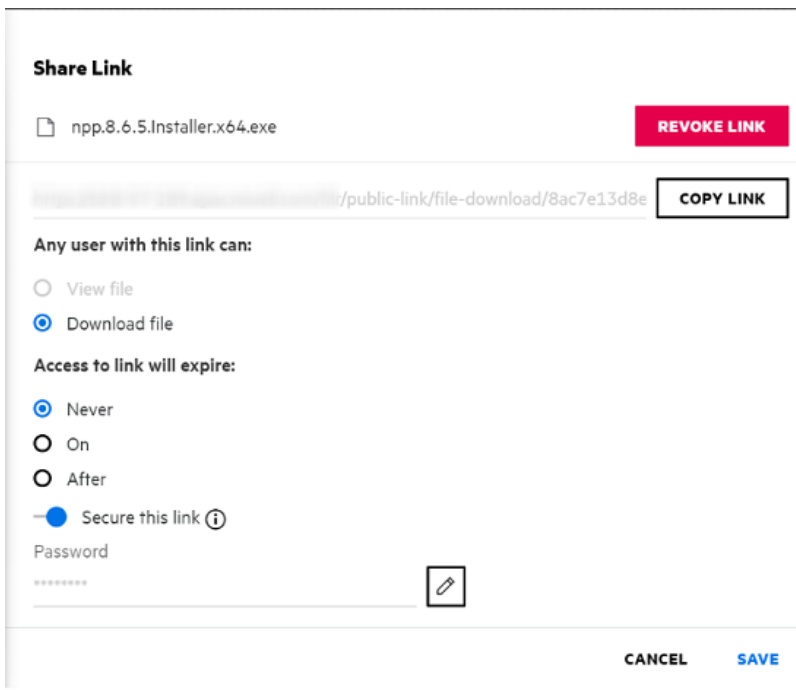 Share Link
npp.8.6.5.Installer.x64.exe
REVOKE LINK
/public-link/file-download/8ac7e13d8e
COPY LINK
Any user with this link can:
View file
Download file
Access to link will expire:
Never
On
After
Secure this link
Password
********
CANCEL
SAVE